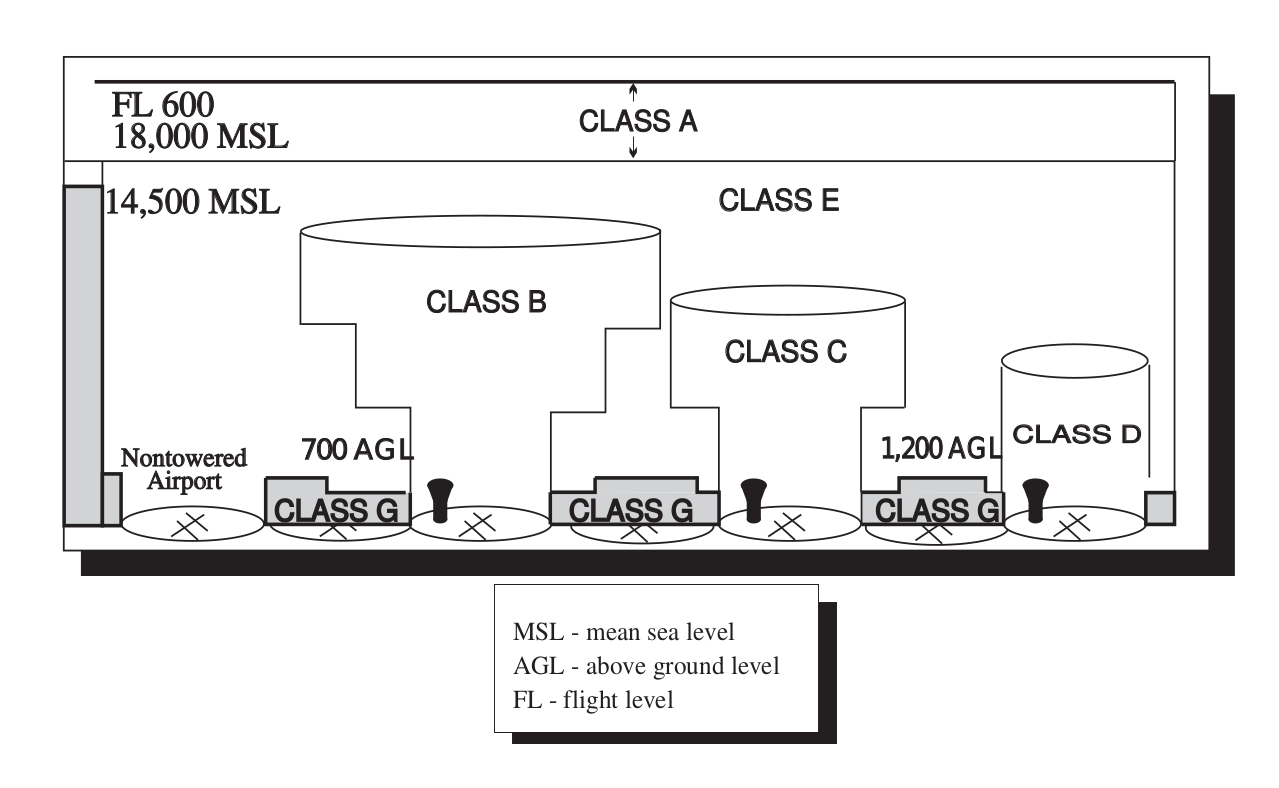 FL 600
18,000 MSL
CLASS A
14,500 MSL
CLASS E
CLASS B
CLASS C
CLASS D
700 AGL
1,200 AGL
Nontowered
Airport
CLASS G
CLASS G
CLASS G
MSL - mean sea level
AGL - above ground level
FL - flight level